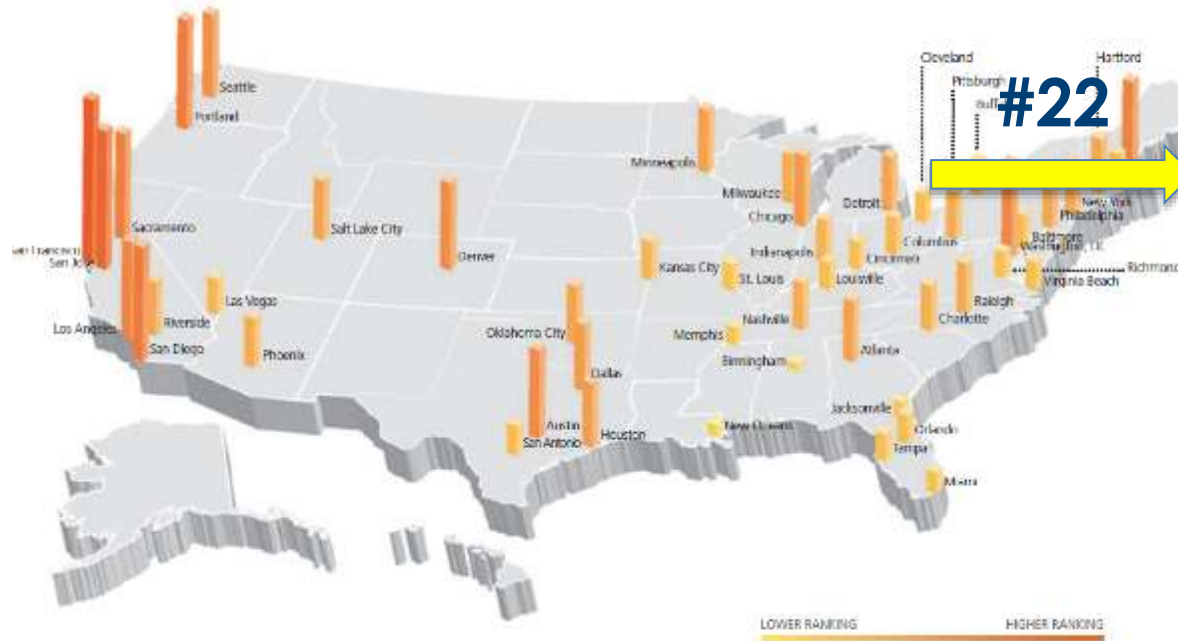 Cleveland
Hartford
Pittsburgh
#22
Seattle
Portland
Minneapolis
Milwaukee
Detroit
New York
Chicago
Philadelphia
Sacramento
Salt Lake City
Denver
Indianapolis
Columbus
Baltimore
Cincinnati
Kansas City
St. Louis
Louisville
Richmond
Virginia Beach
Las Vegas
Raleigh
Los Angeles
Riverside
Oklahoma City
Nashville
Charlotte
San Diego
Phoenix
Memphis
Atlanta
Birmingham
Dallas
Jacksonville
Austin
New Orleans
Orlando
San Antonio
Houston
Tampa
Miami
LOWER RANKING
HIGHER RANKING